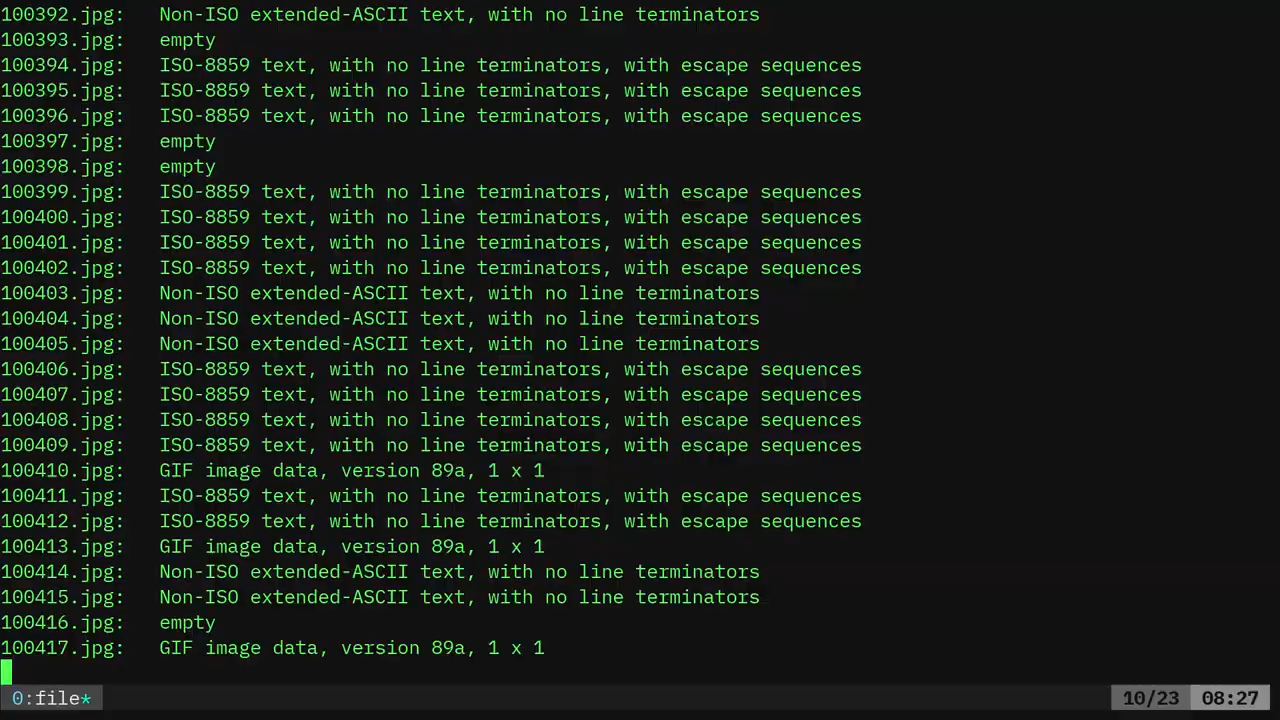 100392.jpg:   Non-ISO extended-ASCII text, with no line terminators
100393.jpg:   empty
100394.jpg:   ISO-8859 text, with no line terminators, with escape sequences
100395.jpg:   ISO-8859 text, with no line terminators, with escape sequences
100396.jpg:   ISO-8859 text, with no line terminators, with escape sequences
100397.jpg:   empty
100398.jpg:   empty
100399.jpg:   ISO-8859 text, with no line terminators, with escape sequences
100400.jpg:   ISO-8859 text, with no line terminators, with escape sequences
100401.jpg:   ISO-8859 text, with no line terminators, with escape sequences
100402.jpg:   ISO-8859 text, with no line terminators, with escape sequences
100403.jpg:   Non-ISO extended-ASCII text, with no line terminators
100404.jpg:   Non-ISO extended-ASCII text, with no line terminators
100405.jpg:   Non-ISO extended-ASCII text, with no line terminators
100406.jpg:   ISO-8859 text, with no line terminators, with escape sequences
100407.jpg:   ISO-8859 text, with no line terminators, with escape sequences
100408.jpg:   ISO-8859 text, with no line terminators, with escape sequences
100409.jpg:   ISO-8859 text, with no line terminators, with escape sequences
100410.jpg:   GIF image data, version 89a, 1 x 1
100411.jpg:   ISO-8859 text, with no line terminators, with escape sequences
100412.jpg:   ISO-8859 text, with no line terminators, with escape sequences
100413.jpg:   GIF image data, version 89a, 1 x 1
100414.jpg:   Non-ISO extended-ASCII text, with no line terminators
100415.jpg:   Non-ISO extended-ASCII text, with no line terminators
100416.jpg:   empty
100417.jpg:   GIF image data, version 89a, 1 x 1
0:file* 10/23 08:27